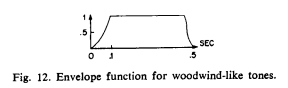 1
.5
SEC
0 .1 .5
Fig. 12. Envelope function for woodwind-like tones.